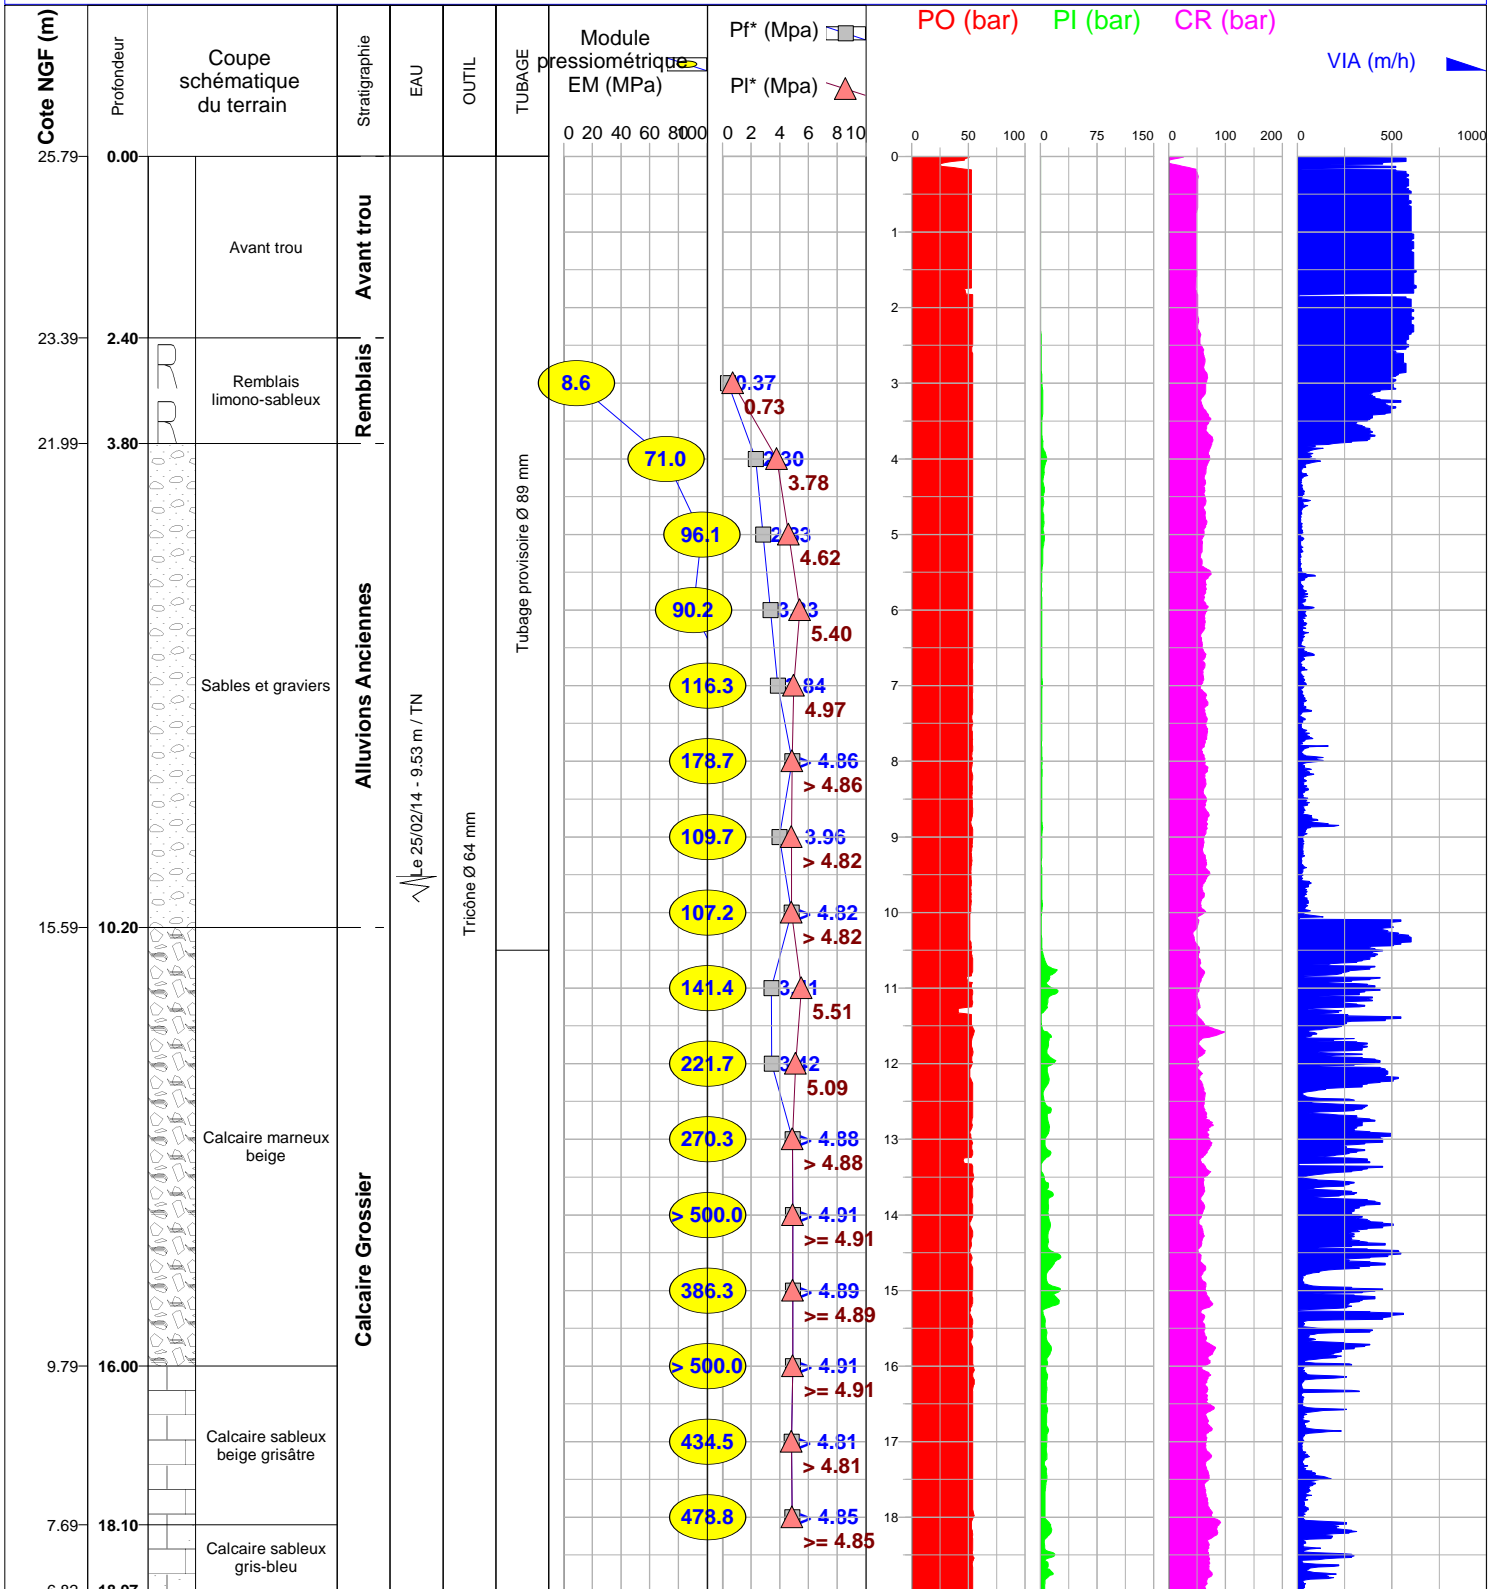 Cote NGF (m)
Profondeur
Coupe
schématique
du terrain
Stratigraphie
EAU
OUTIL
TUBAGE
Module
pressiométrique
EM (MPa)
Pf* (Mpa)
Pl* (Mpa)
PO (bar)
PI (bar)
CR (bar)
VIA (m/h)
0 20 40 60 80 100
0 2 4 6 8 10
0 50 100
0 75 150
0 100 200
0 500 1000
25.79
0.00
Avant trou
Avant trou
23.39
2.40
R
R
Remblais
limono-sableux
Remblais
21.99
3.80
Sables et graviers
Alluvions Anciennes
Le 25/02/14 - 9.53 m / TN
Tricône Ø 64 mm
Tubage provisoire Ø 89 mm
15.59
10.20
Calcaire marneux
beige
Calcaire Grossier
9.79
16.00
Calcaire sableux
beige grisâtre
7.69
18.10
Calcaire sableux
gris-bleu
8.6
0.37
0.73
71.0
2.30
3.78
96.1
4.62
90.2
5.40
116.3
4.97
178.7
> 4.86
> 4.86
109.7
3.96
> 4.82
107.2
> 4.82
> 4.82
141.4
5.51
221.7
3.42
5.09
270.3
> 4.88
> 4.88
> 500.0
> 4.91
>= 4.91
386.3
> 4.89
>= 4.89
> 500.0
> 4.91
>= 4.91
434.5
> 4.81
> 4.81
478.8
> 4.85
>= 4.85
0
1
2
3
4
5
6
7
8
9
10
11
12
13
14
15
16
17
18